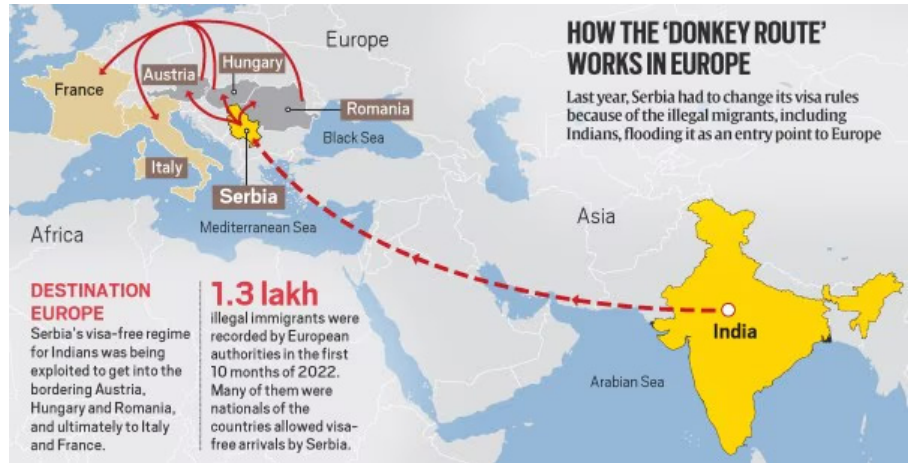 HOW THE 'DONKEY ROUTE'
WORKS IN EUROPE
Last year, Serbia had to change its visa rules
because of the illegal migrants, including
Indians, flooding it as an entry point to Europe
Europe
Hungary
Austria
France
Romania
Black Sea
Italy
Serbia
Mediterranean Sea
Africa
Asia
India
Arabian Sea
DESTINATION
EUROPE
Serbia's visa-free regime
for Indians was being
exploited to get into the
bordering Austria,
Hungary and Romania,
and ultimately to Italy
and France.
1.3 lakh
illegal immigrants were
recorded by European
authorities in the first
10 months of 2022.
Many of them were
nationals of the
countries allowed visa-
free arrivals by Serbia.